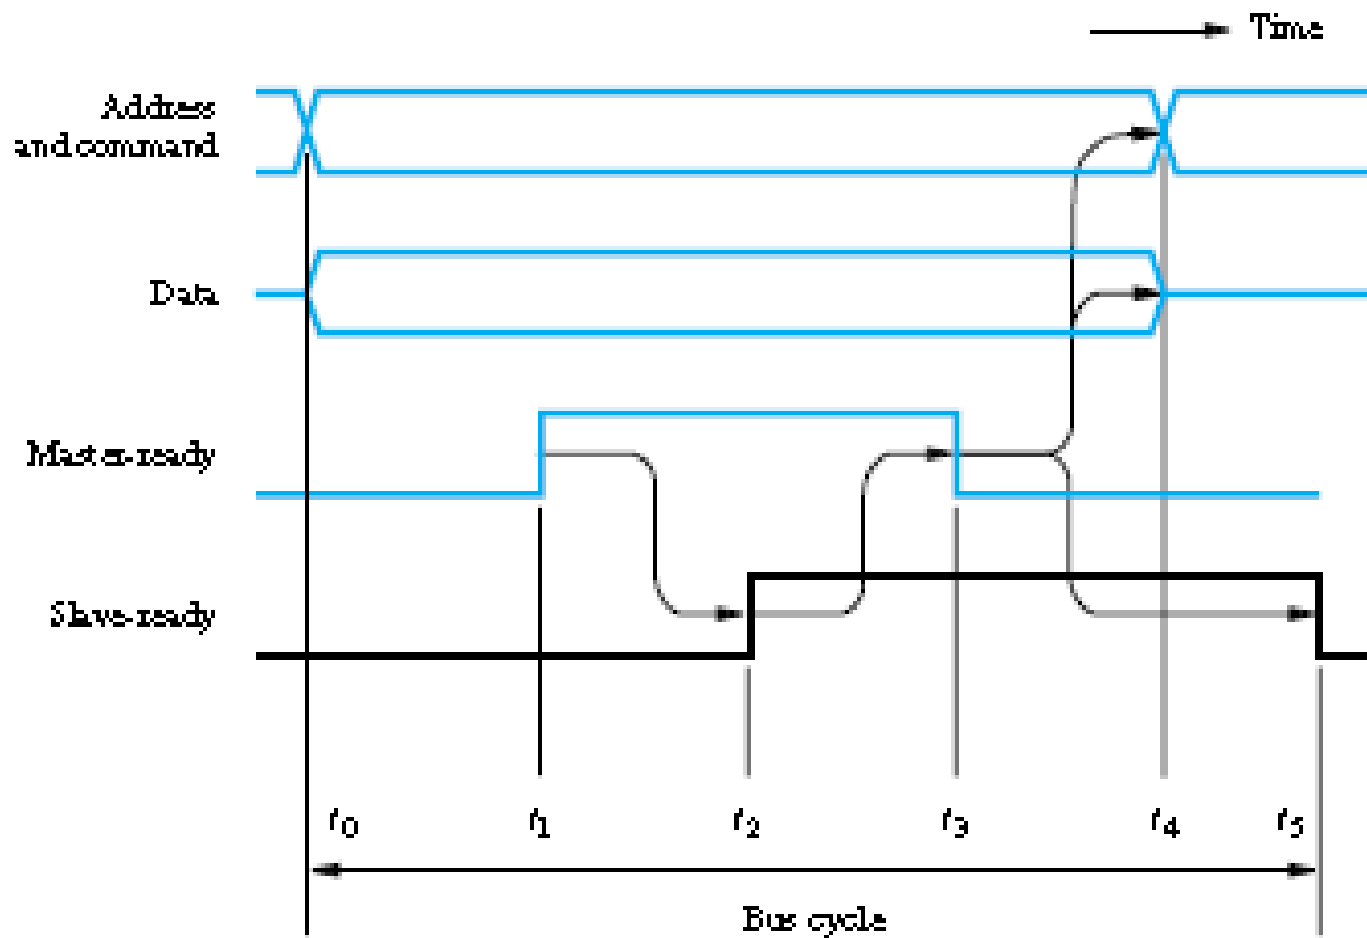 Time
Address
and command
Data
Master-ready
Slave-ready
t0 t1 t2 t3 t4 t5
Bus cycle